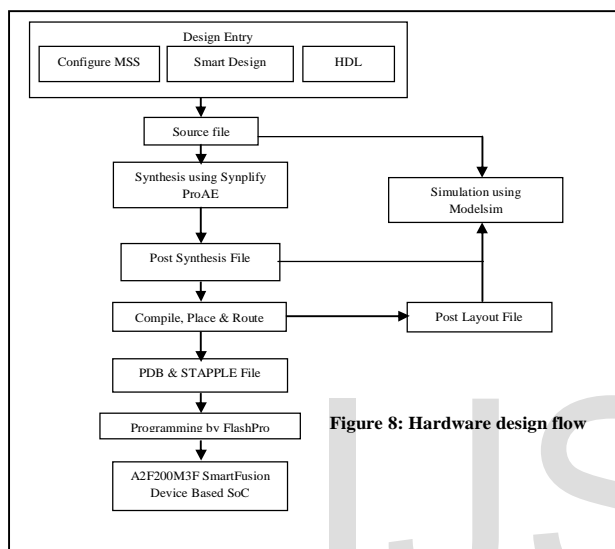 Design Entry
Configure MSS
Smart Design
HDL
Source file
Synthesis using Synplify
ProAE
Simulation using
Modelsim
Post Synthesis File
Compile, Place & Route
Post Layout File
PDB & STAPPLE File
Programming by FlashPro
Figure 8: Hardware design flow
A2F200M3F SmartFusion
Device Based SoC
IJS